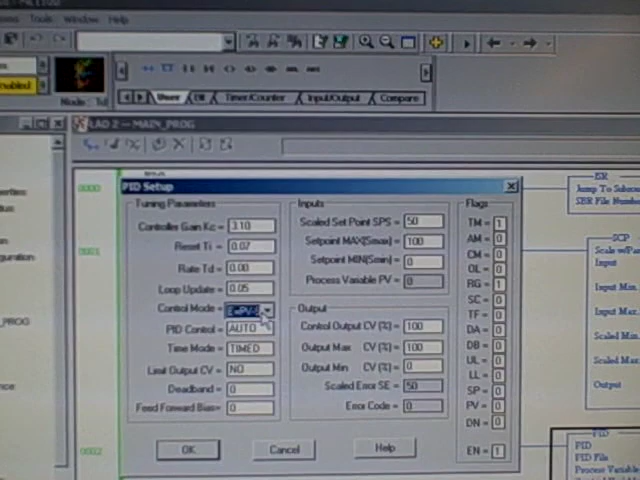 Tools Window Help
User
Timer/Counter
Input/Output
Compare
LAD 2 -- MAIN_PROG
0000
PID Setup
Tuning Parameters
Controller Gain Kc = 3.10
Reset Ti = 0.07
Rate Td = 0.00
Loop Update = 0.05
Control Mode =
PID Control = AUTO
Time Mode = TIMED
Limit Output CV = NO
Deadband = 0
Feed Forward Bias = 0
Inputs
Scaled Set Point SPS = 50
Setpoint MAX(Smax) = 100
Setpoint MIN(Smin) = 0
Process Variable PV = 0
Output
Control Output CV (%) = 100
Output Max CV (%) = 100
Output Min CV (%) = 0
Scaled Error SE = 50
Error Code = 0
Flags
TM = 1
AM = 0
CM = 0
OL = 0
RG = 1
SC = 0
TF = 0
DA = 0
DB = 0
UL = 0
LL = 0
SP = 0
PV = 0
DN = 0
EN = 1
OK
Cancel
Help
Jump To
SBR File
SCP
Input
Input Min.
Input Max.
Scaled Min.
Scaled Max.
Output
0002
PID
PID
PID File
Process Variable